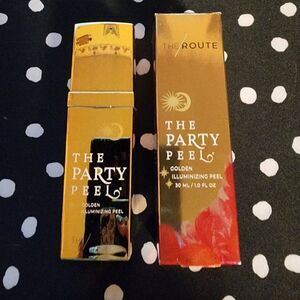 THE
PARTY
PEEL
GOLDEN
ILLUMINIZING PEEL
THE ROUTE
THE
PARTY
PEEL
GOLDEN
ILLUMINIZING PEEL
30 ML / 1.0 FL OZ